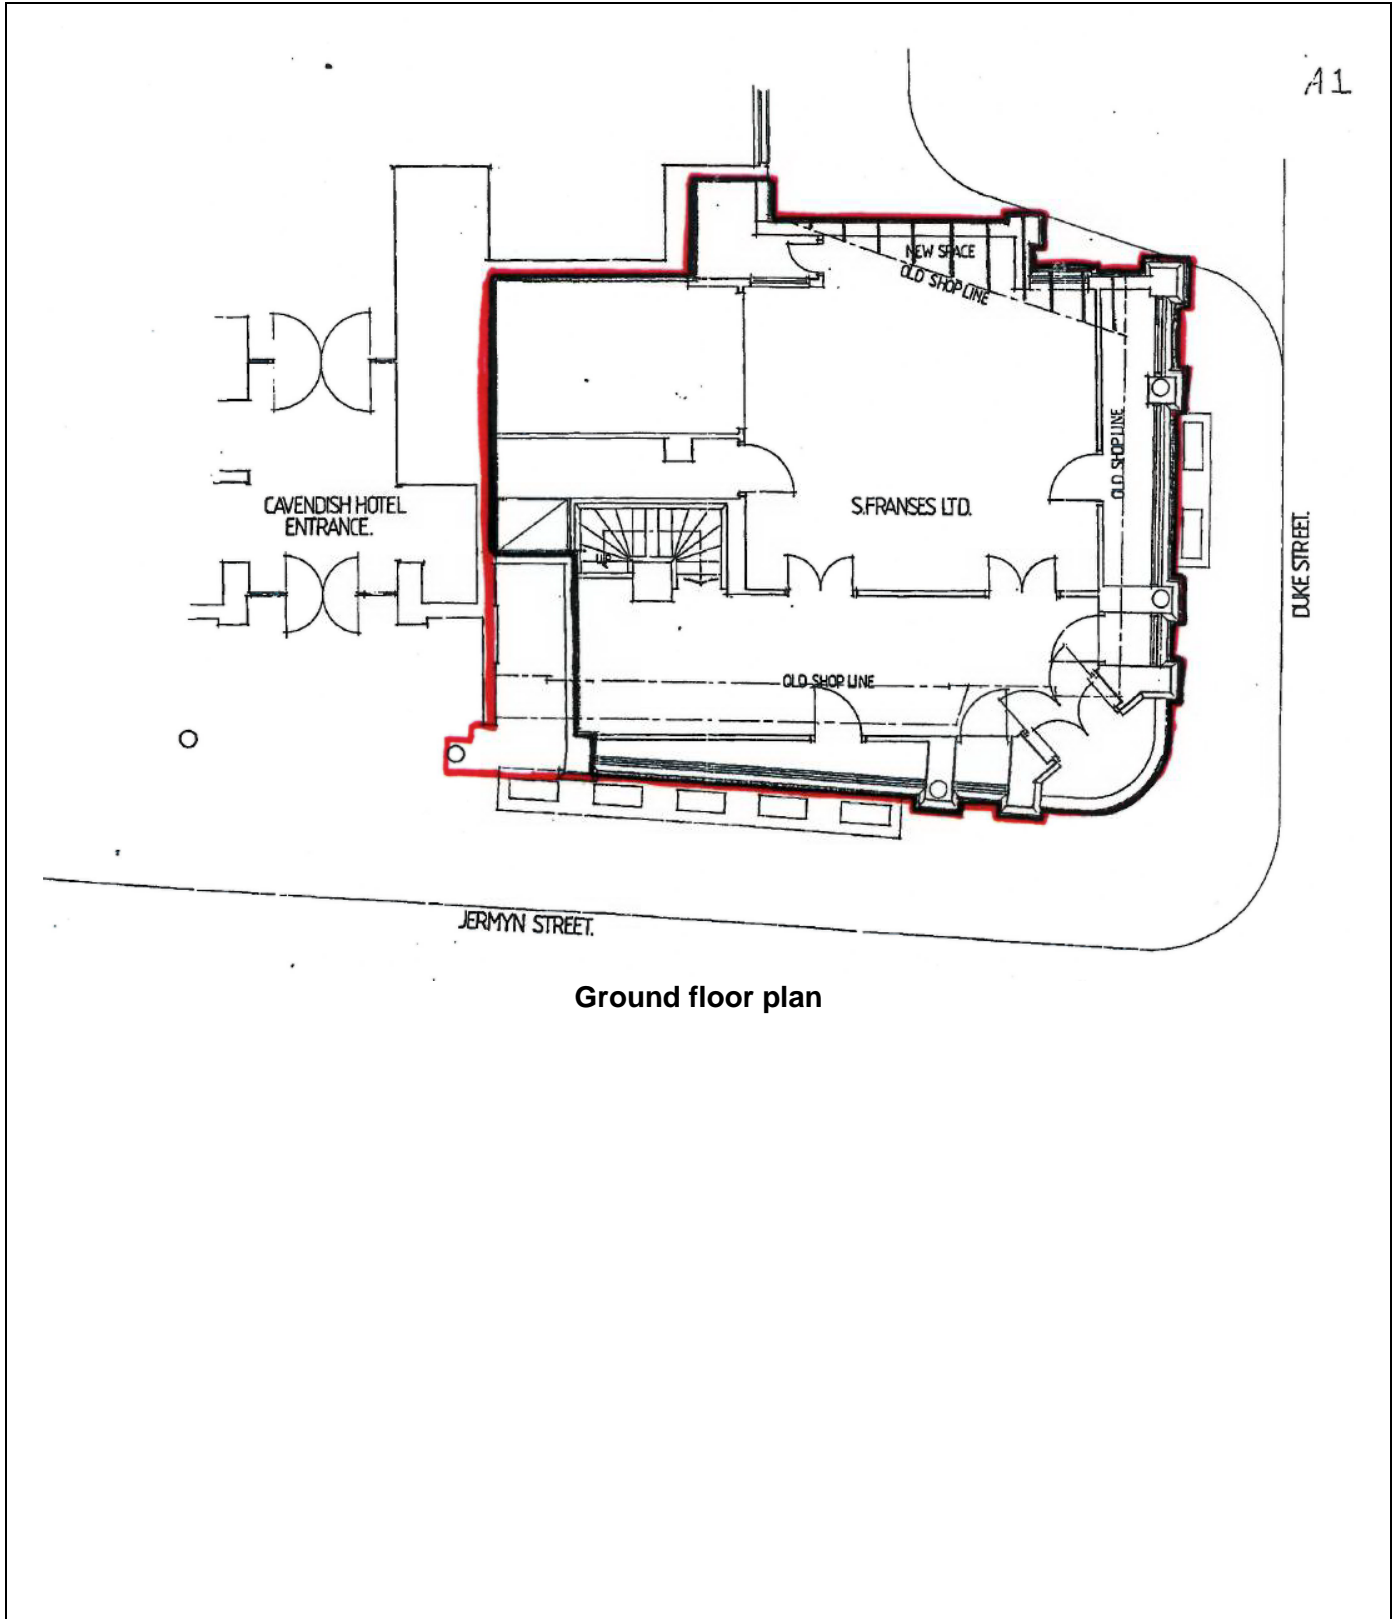 A1
NEW SPACE
OLD SHOP LINE
OLD SHOP LINE
CAVENDISH HOTEL
ENTRANCE.
S.FRANSES LTD.
UP
DUKE STREET.
OLD SHOP LINE
JERMYN STREET.
Ground floor plan